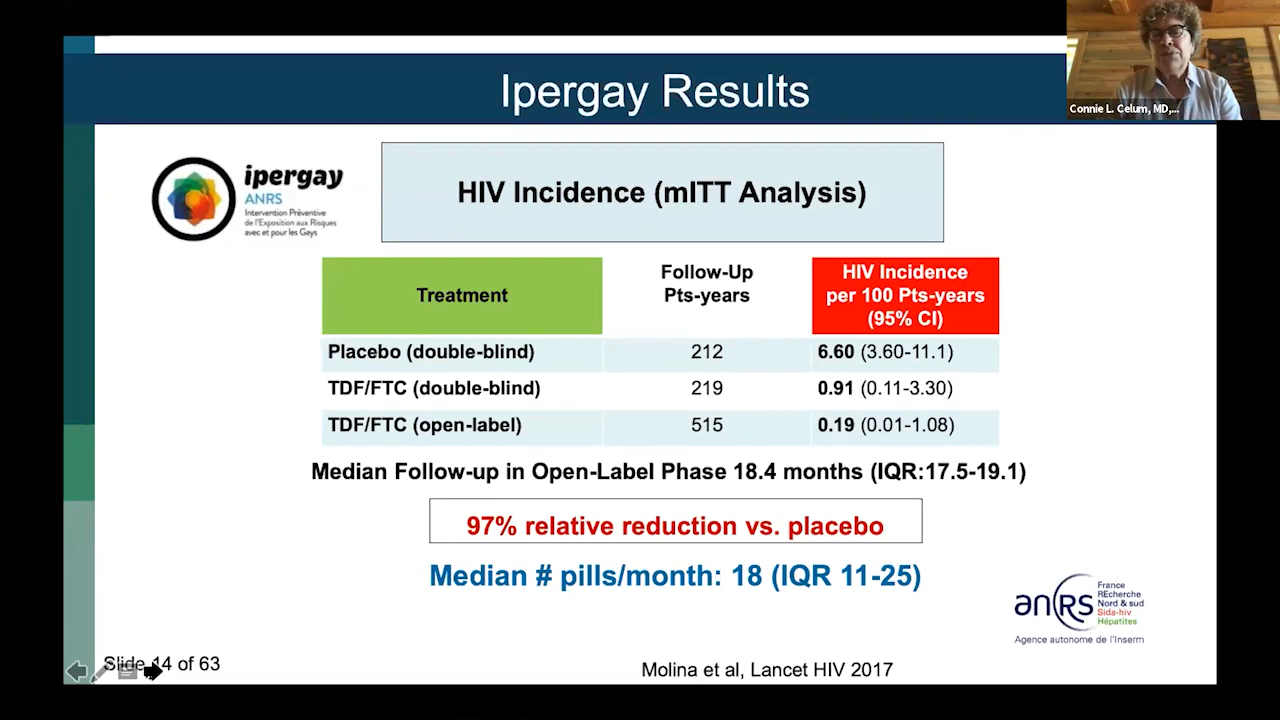 Ipergay Results
Connie L. Celum, MD,...
ipergay
ANRS
Intervention Préventive
de l'Exposition aux Risques
avec et pour les Gays
HIV Incidence (mITT Analysis)
Treatment
Follow-Up
Pts-years
HIV Incidence
per 100 Pts-years
(95% CI)
Placebo (double-blind) 212 6.60 (3.60-11.1)
TDF/FTC (double-blind) 219 0.91 (0.11-3.30)
TDF/FTC (open-label) 515 0.19 (0.01-1.08)
Median Follow-up in Open-Label Phase 18.4 months (IQR:17.5-19.1)
97% relative reduction vs. placebo
Median # pills/month: 18 (IQR 11-25)
anRS
France
REcherche
Nord & sud
Sida-hiv
Hépatites
Agence autonome de l'Inserm
Slide 14 of 63
Molina et al, Lancet HIV 2017